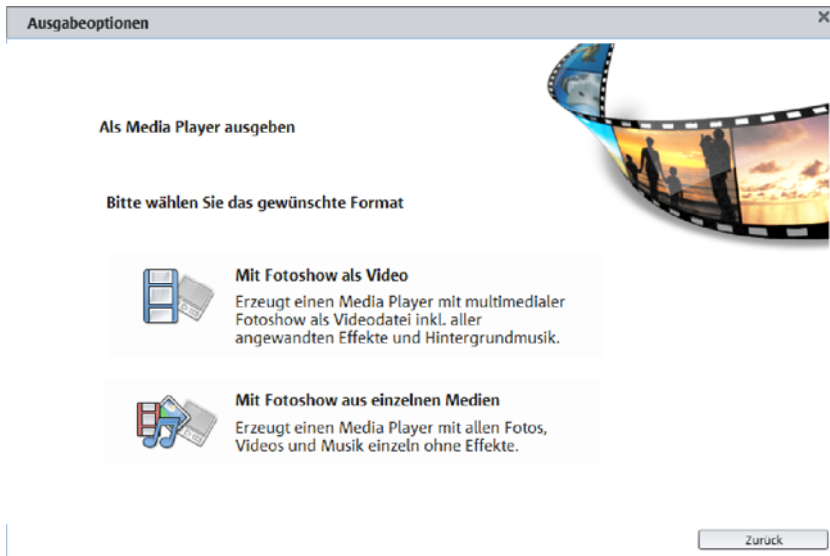 Ausgabeoptionen
Als Media Player ausgeben
Bitte wählen Sie das gewünschte Format
Mit Fotoshow als Video
Erzeugt einen Media Player mit multimedialer
Fotoshow als Videodatei inkl. aller
angewandten Effekte und Hintergrundmusik.
Mit Fotoshow aus einzelnen Medien
Erzeugt einen Media Player mit allen Fotos,
Videos und Musik einzeln ohne Effekte.
Zurück